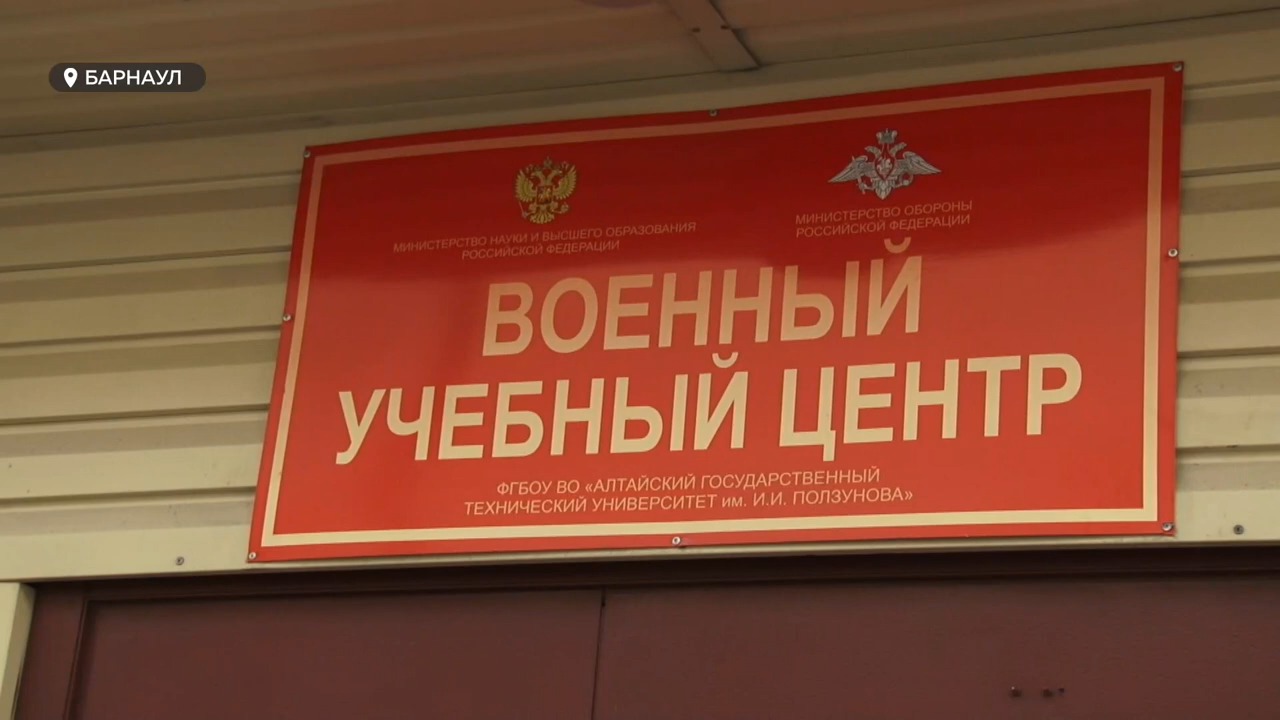 БАРНАУЛ
МИНИСТЕРСТВО НАУКИ И ВЫСШЕГО ОБРАЗОВАНИЯ
РОССИЙСКОЙ ФЕДЕРАЦИИ
МИНИСТЕРСТВО ОБОРОНЫ
РОССИЙСКОЙ ФЕДЕРАЦИИ
ВОЕННЫЙ
УЧЕБНЫЙ ЦЕНТР
ФГБОУ ВО «АЛТАЙСКИЙ ГОСУДАРСТВЕННЫЙ
ТЕХНИЧЕСКИЙ УНИВЕРСИТЕТ им. И.И. ПОЛЗУНОВА»